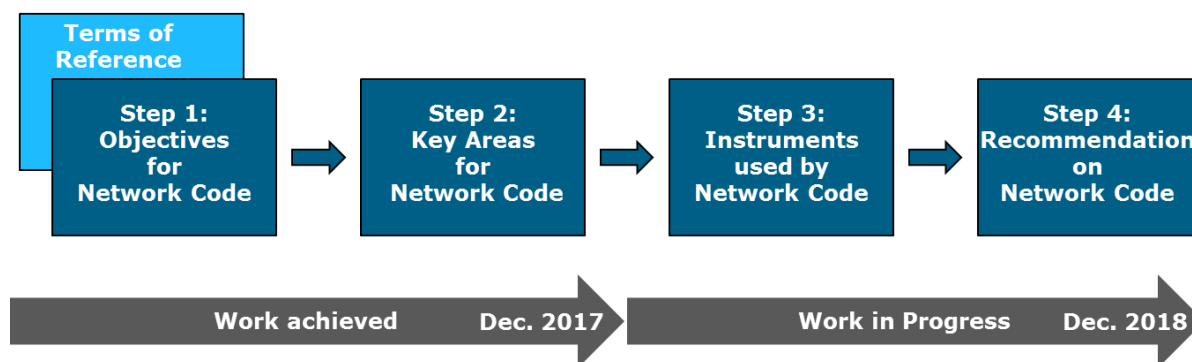 Terms of
Reference
Step 1:
Objectives
for
Network Code
Step 2:
Key Areas
for
Network Code
Step 3:
Instruments
used by
Network Code
Step 4:
Recommendation
on
Network Code
Work achieved Dec. 2017
Work in Progress Dec. 2018